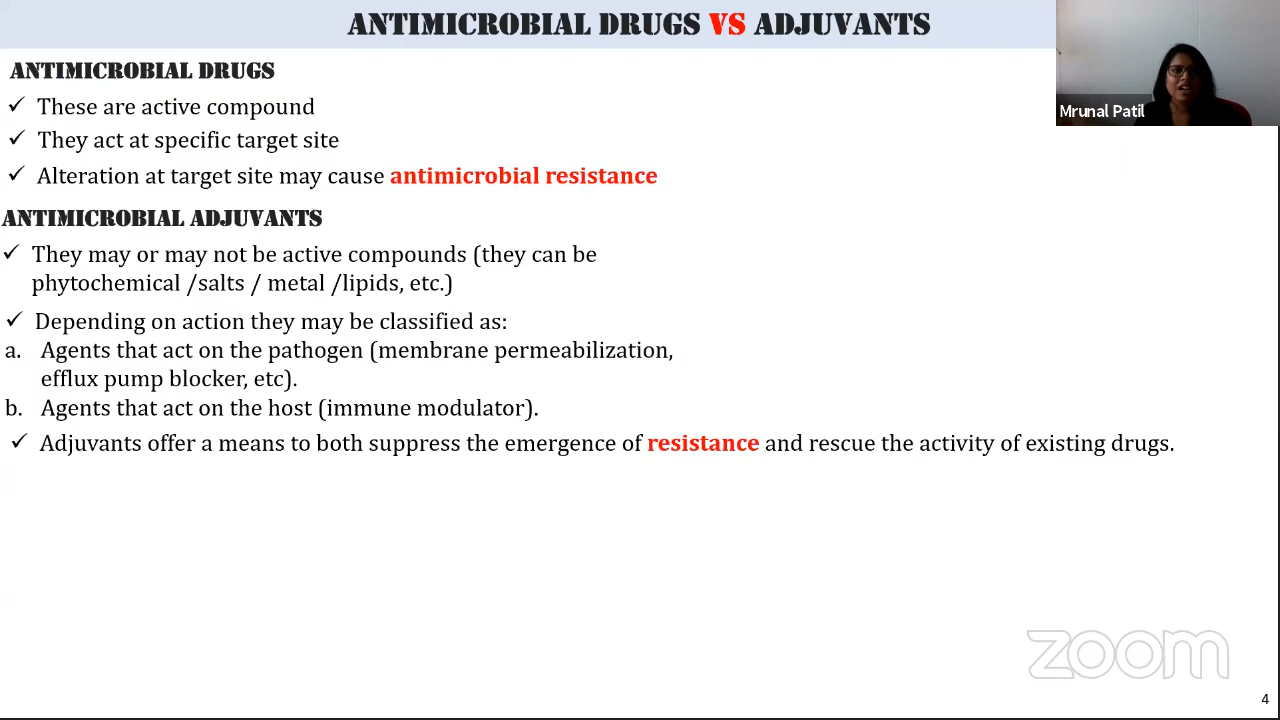 ANTIMICROBIAL DRUGS VS ADJUVANTS
Mrunal Patil
ANTIMICROBIAL DRUGS
✓ These are active compound
✓ They act at specific target site
✓ Alteration at target site may cause antimicrobial resistance
ANTIMICROBIAL ADJUVANTS
✓ They may or may not be active compounds (they can be
phytochemical /salts / metal /lipids, etc.)
✓ Depending on action they may be classified as:
a. Agents that act on the pathogen (membrane permeabilization,
efflux pump blocker, etc).
b. Agents that act on the host (immune modulator).
✓ Adjuvants offer a means to both suppress the emergence of resistance and rescue the activity of existing drugs.
zoom
4